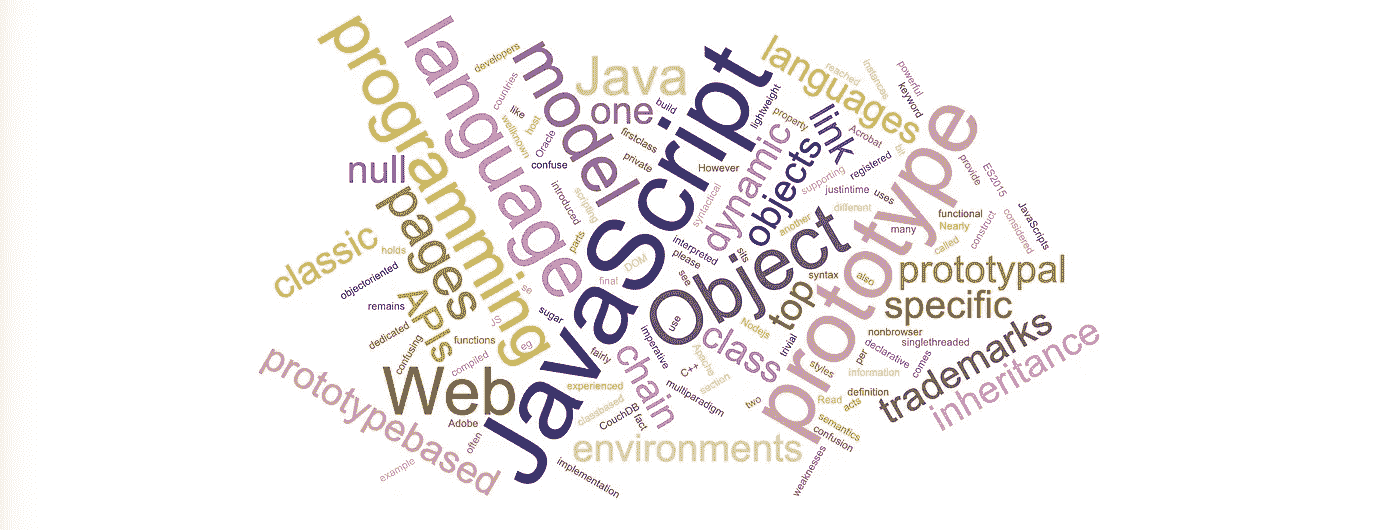 programming
language
developers
model
Java
one
build
JavaScript
languages
reached
instances
powerful
keyword
countries
like
host
wellknown
Oracle
confuse
firstclass
private
However
lightweight
property
link
Acrobat
bit
dynamic
objects
registered
supporting
justintime
uses
prototype
provide
ES2015
null
pages
introduced
scripting
syntactical
different
another
many
functional
Nearly
called
construct
considered
JavaScripts
classic
holds
objectoriented
parts
interpreted
please
sits
DOM
see
Object
syntax
also
prototypal
remains
APIs
se
final
sugar
JS
use
top
specific
dedicated
confusing
functions
eg
compiled
imperative
fairly
class
Nodejs
trivial
nonbrowser
singlethreaded
declarative
per
comes
trademarks
inheritance
prototypebased
Web
chain
Apache
C++
section
multiparadigm
styles
information
experienced
classbased
CouchDB
fact
two
Read
definition
acts
semantics
confusion
Adobe
often
example
implementation
environments
weaknesses